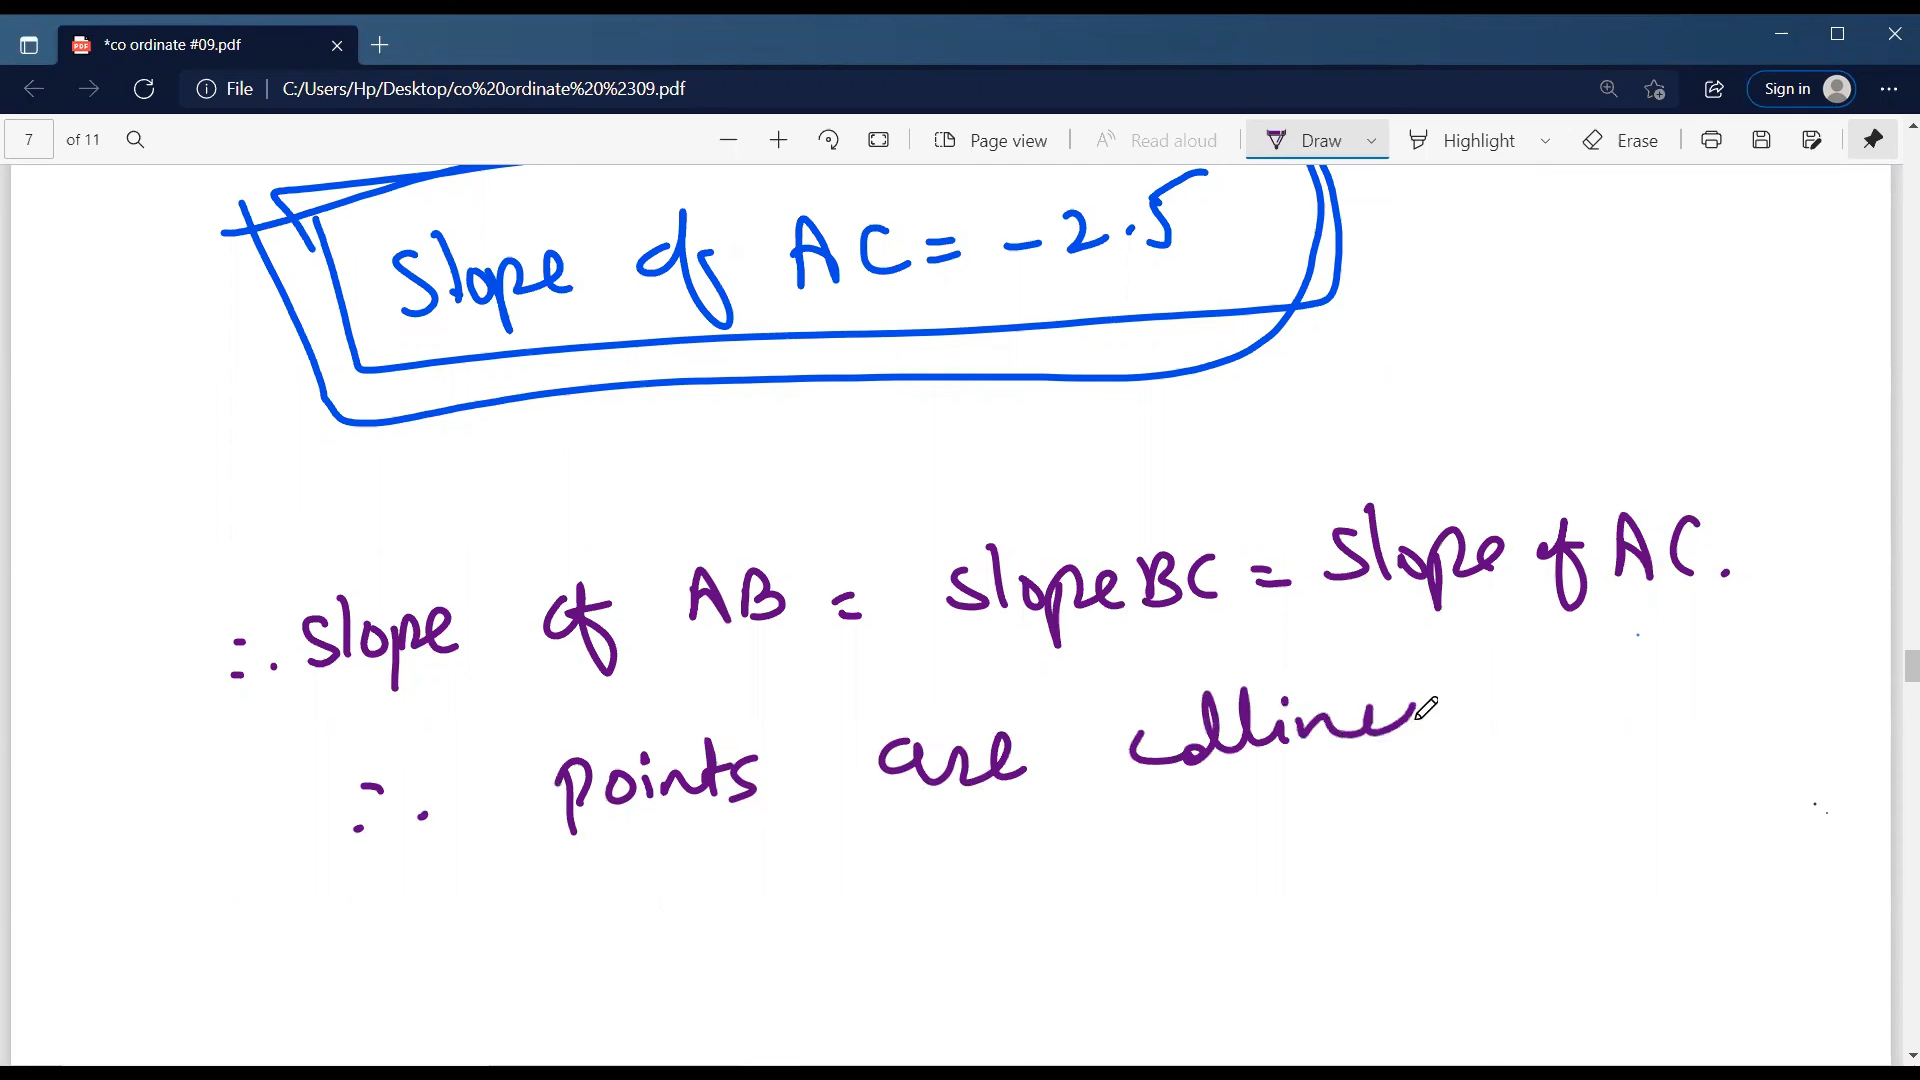 *co ordinate #09.pdf
File | C:/Users/Hp/Desktop/co%20ordinate%20%2309.pdf
Sign in
7 of 11
Page view
Read aloud
Draw
Highlight
Erase
Slope of AC = -2.5
∴ slope of AB = slope BC = slope of AC.
∴ points are colline